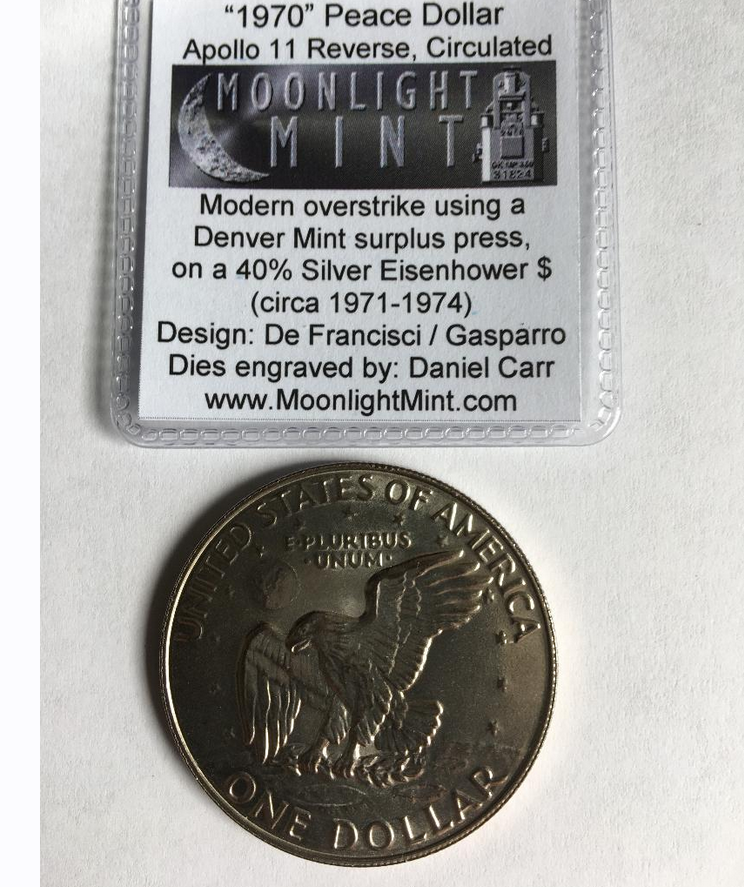 “1970” Peace Dollar
Apollo 11 Reverse, Circulated
MOONLIGHT
MINT
Modern overstrike using a
Denver Mint surplus press,
on a 40% Silver Eisenhower $
(circa 1971-1974)
Design: De Francisci / Gasparro
Dies engraved by: Daniel Carr
www.MoonlightMint.com
UNITED STATES OF AMERICA
E·PLURIBUS
·UNUM·
ONE DOLLAR